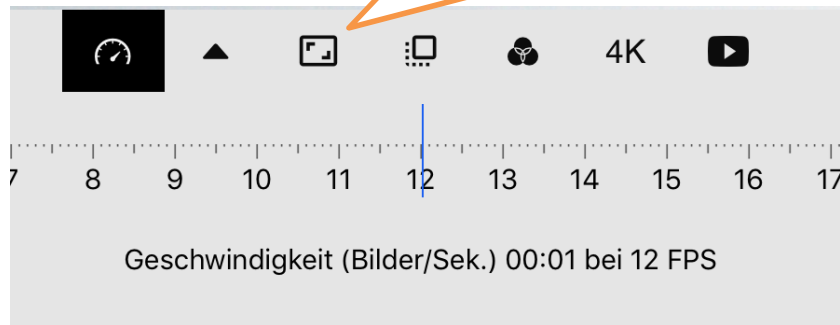 4K
7 8 9 10 11 12 13 14 15 16 17
Geschwindigkeit (Bilder/Sek.) 00:01 bei 12 FPS